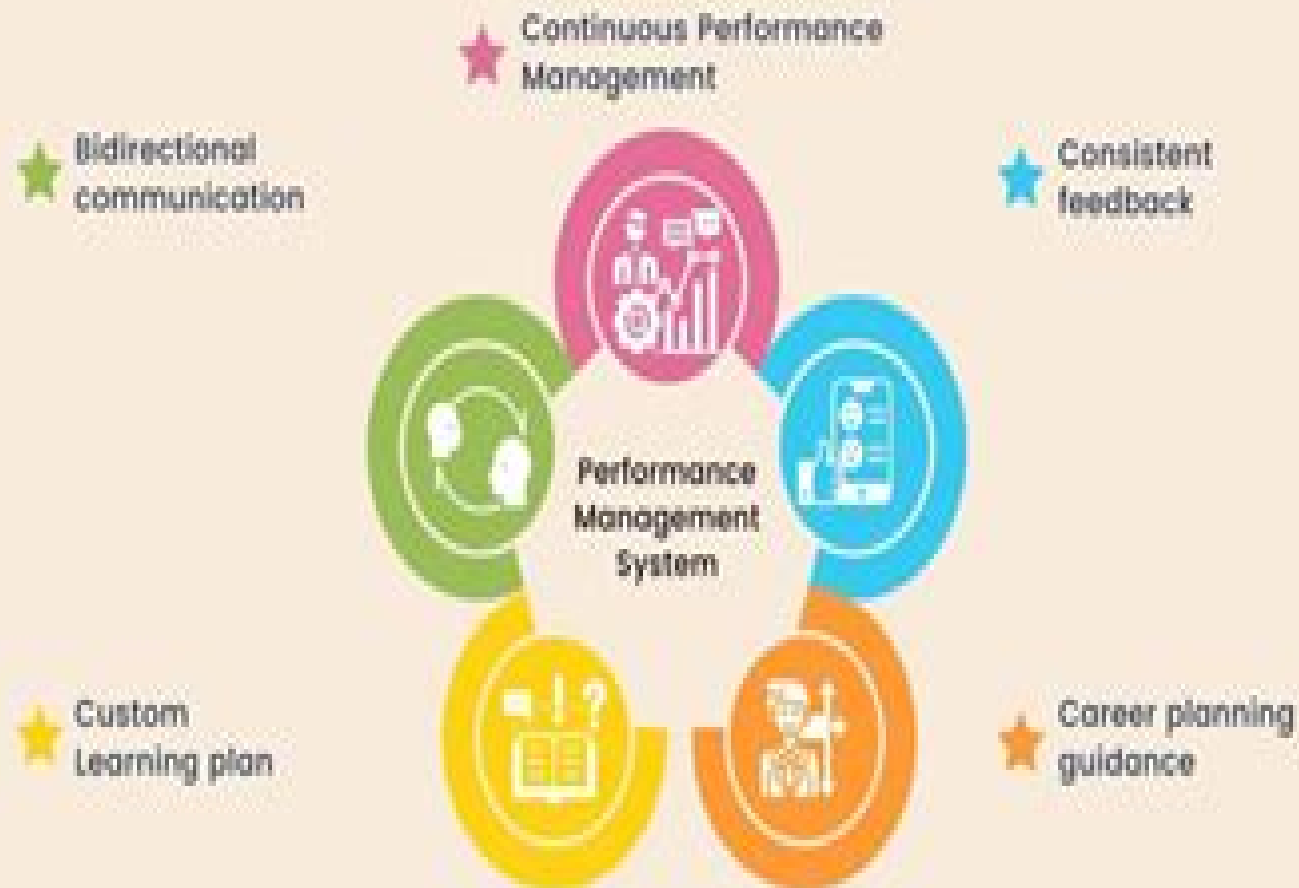 Continuous Performance
Management
Bidirectional
communication
Consistent
feedback
Performance
Management
System
Custom
Learning plan
Career planning
guidance